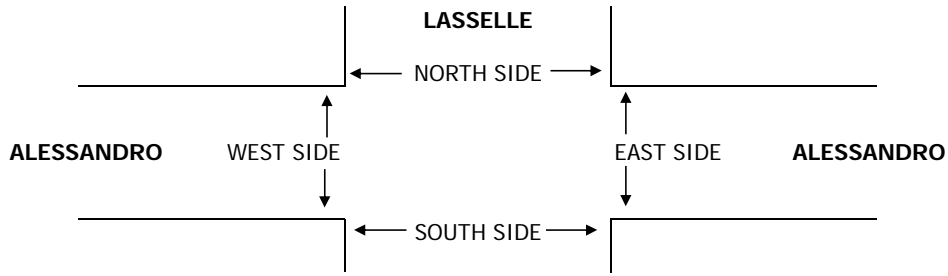 LASSELLE
NORTH SIDE
ALESSANDRO WEST SIDE EAST SIDE ALESSANDRO
SOUTH SIDE